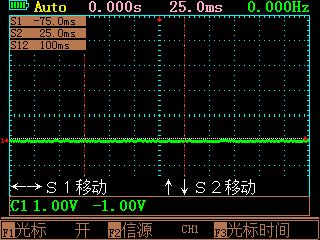 Auto 0.000s 25.0ms 0.000Hz
S1 -75.0ms
S2 25.0ms
S12 100ms
←→S1移动 ↑↓S2移动
C1 1.00V -1.00V
F1光标 开 F2信源 CH1 F3光标时间